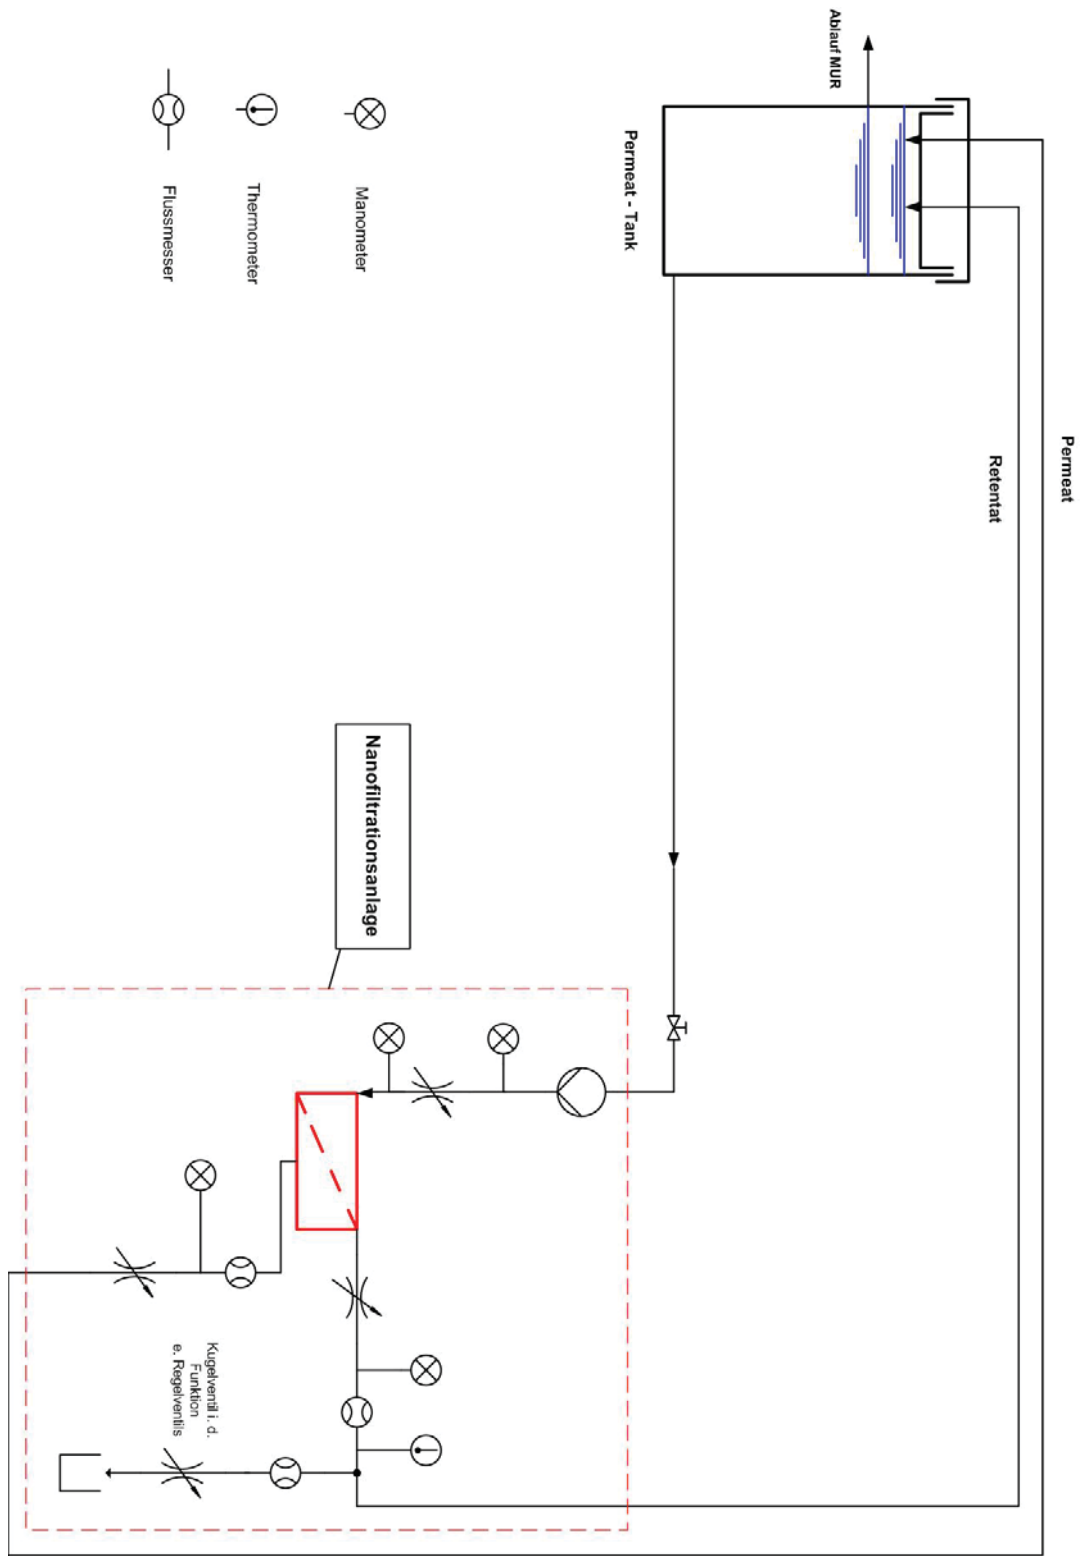 Permeat
Retentat
Ablauf MUR
Permeat - Tank
Manometer
Thermometer
Flussmesser
Nanofiltrationsanlage
Kugelventil i. d.
Funktion
e. Regelventils